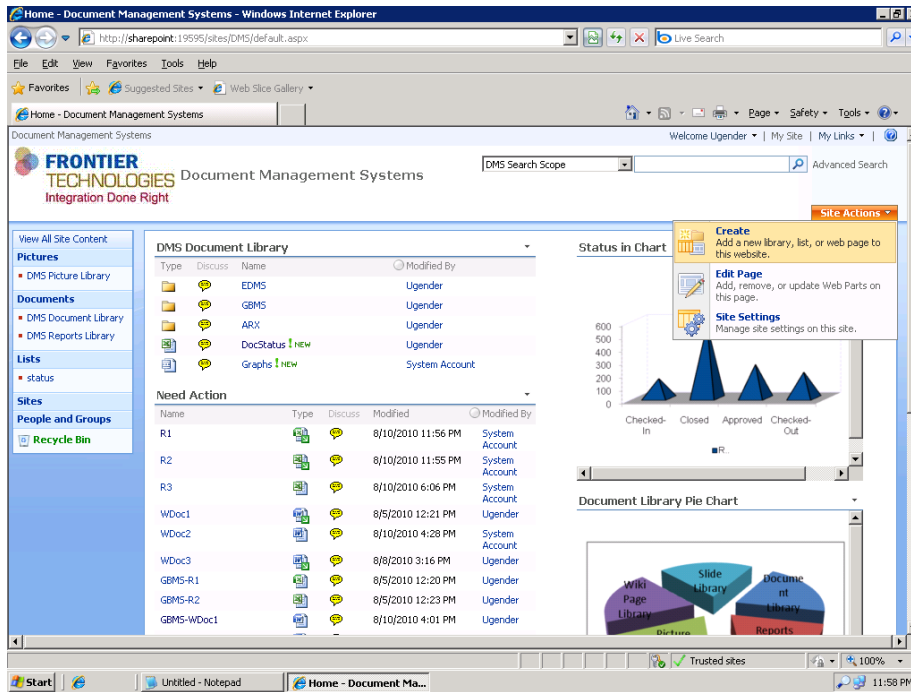 Home - Document Management Systems - Windows Internet Explorer
http://sharepoint:19595/sites/DMS/default.aspx
Live Search
File Edit View Favorites Tools Help
Favorites Suggested Sites Web Slice Gallery
Home - Document Management Systems
Page Safety Tools
Document Management Systems
Welcome Ugender | My Site | My Links |
FRONTIER
TECHNOLOGIES
Integration Done Right
Document Management Systems
DMS Search Scope
Advanced Search
Site Actions
Create
Add a new library, list, or web page to
this website.
Edit Page
Add, remove, or update Web Parts on
this page.
Site Settings
Manage site settings on this site.
View All Site Content
Pictures
DMS Picture Library
Documents
DMS Document Library
DMS Reports Library
Lists
status
Sites
People and Groups
Recycle Bin
DMS Document Library
Type Discuss Name Modified By
EDMS Ugender
GBMS Ugender
ARX Ugender
DocStatus ! NEW Ugender
Graphs ! NEW System Account
Need Action
Name Type Discuss Modified Modified By
R1 8/10/2010 11:56 PM System
Account
R2 8/10/2010 11:55 PM System
Account
R3 8/10/2010 6:06 PM System
Account
WDoc1 8/5/2010 12:21 PM Ugender
WDoc2 8/10/2010 4:28 PM System
Account
WDoc3 8/8/2010 3:16 PM Ugender
GBMS-R1 8/5/2010 12:20 PM Ugender
GBMS-R2 8/5/2010 12:23 PM Ugender
GBMS-WDoc1 8/10/2010 4:01 PM Ugender
Status in Chart
600
500
400
300
200
100
0
Checked-
In
Closed
Approved
Checked-
Out
R..
Document Library Pie Chart
Slide
Library
Docume
nt
Library
Wiki
Page
Library
Picture
Reports
Trusted sites
100%
Start
Untitled - Notepad
Home - Document Ma...
11:58 PM